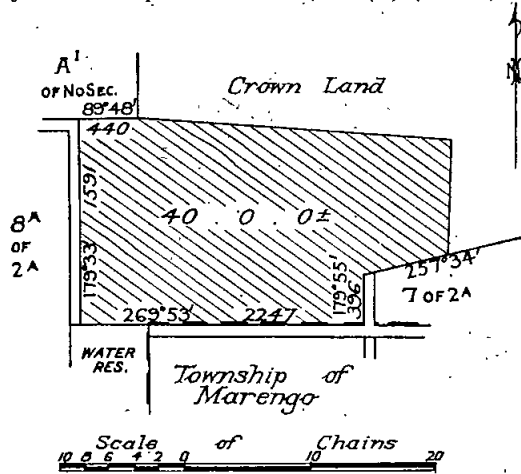 A¹
OF No SEC.
Crown Land
N
89°48'
440
159'
40 . 0 . 0±
8ᴬ
OF
2ᴬ
179°33'
179°55'
396
257°34'
7 OF 2ᴬ
269°53' 2247
WATER
RES.
Township of
Marengo
Scale of Chains
10 8 6 4 2 0 10 20